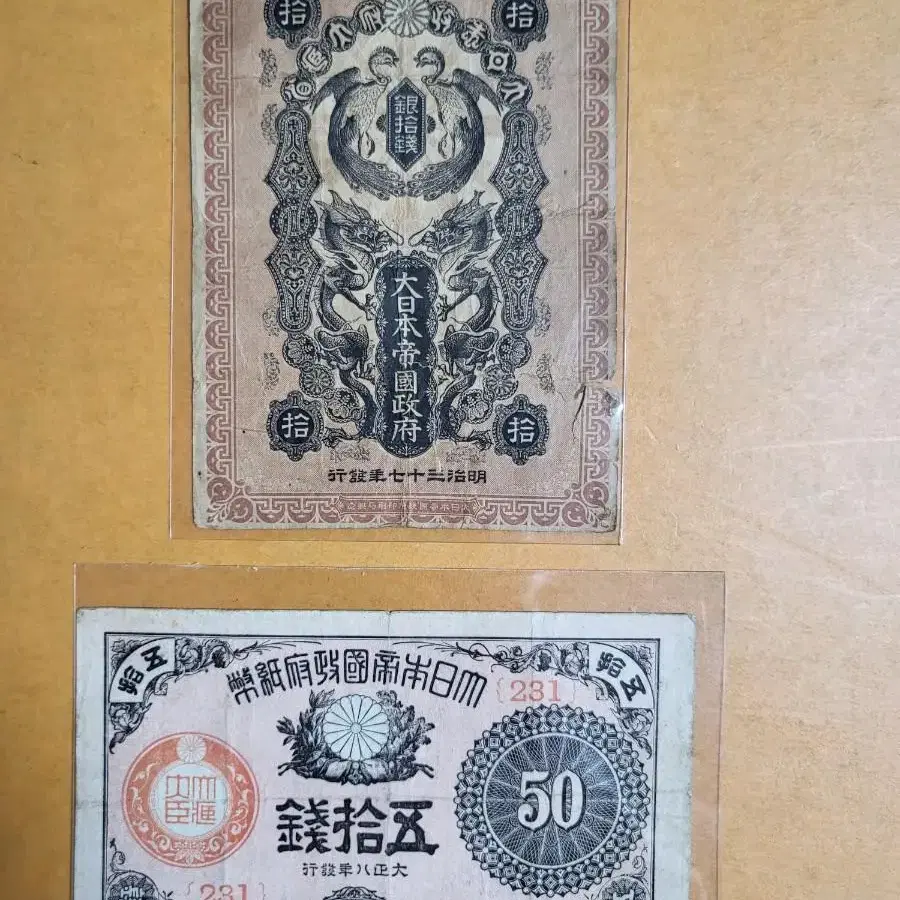 拾
拾
銀拾錢
大日本帝國政府
拾
拾
明治三十七年發行
大日本帝國政府紙幣
五拾
五拾
{231}
大藏大臣
五拾錢
50
大正八年發行
{231}